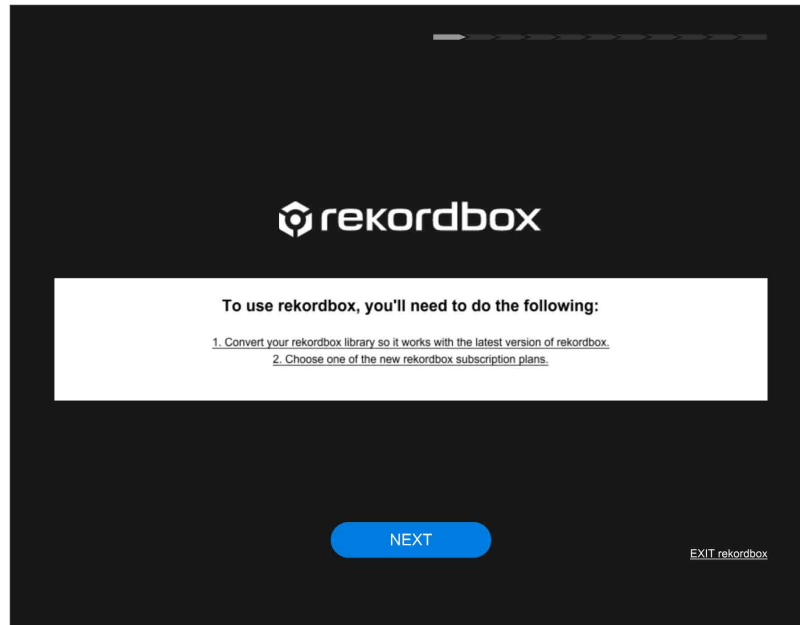 rekordbox
To use rekordbox, you'll need to do the following:
1. Convert your rekordbox library so it works with the latest version of rekordbox.
2. Choose one of the new rekordbox subscription plans.
NEXT
EXIT rekordbox